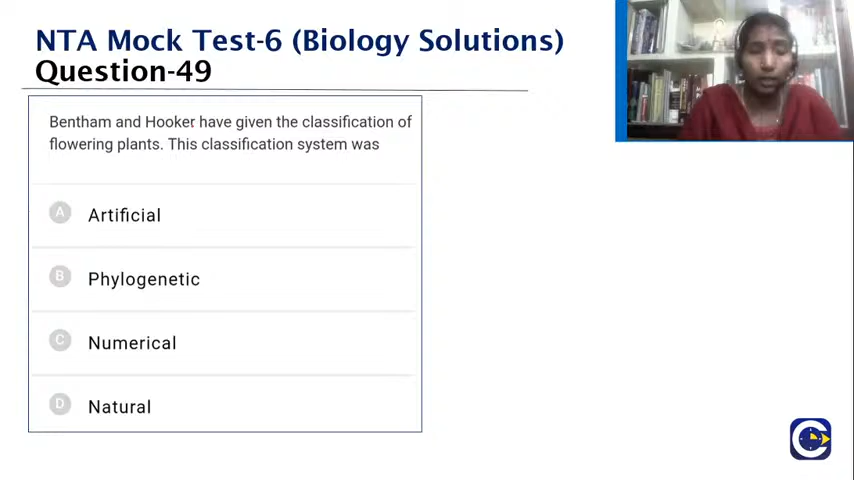 NTA Mock Test-6 (Biology Solutions)
Question-49
Bentham and Hooker have given the classification of
flowering plants. This classification system was
A Artificial
B Phylogenetic
C Numerical
D Natural